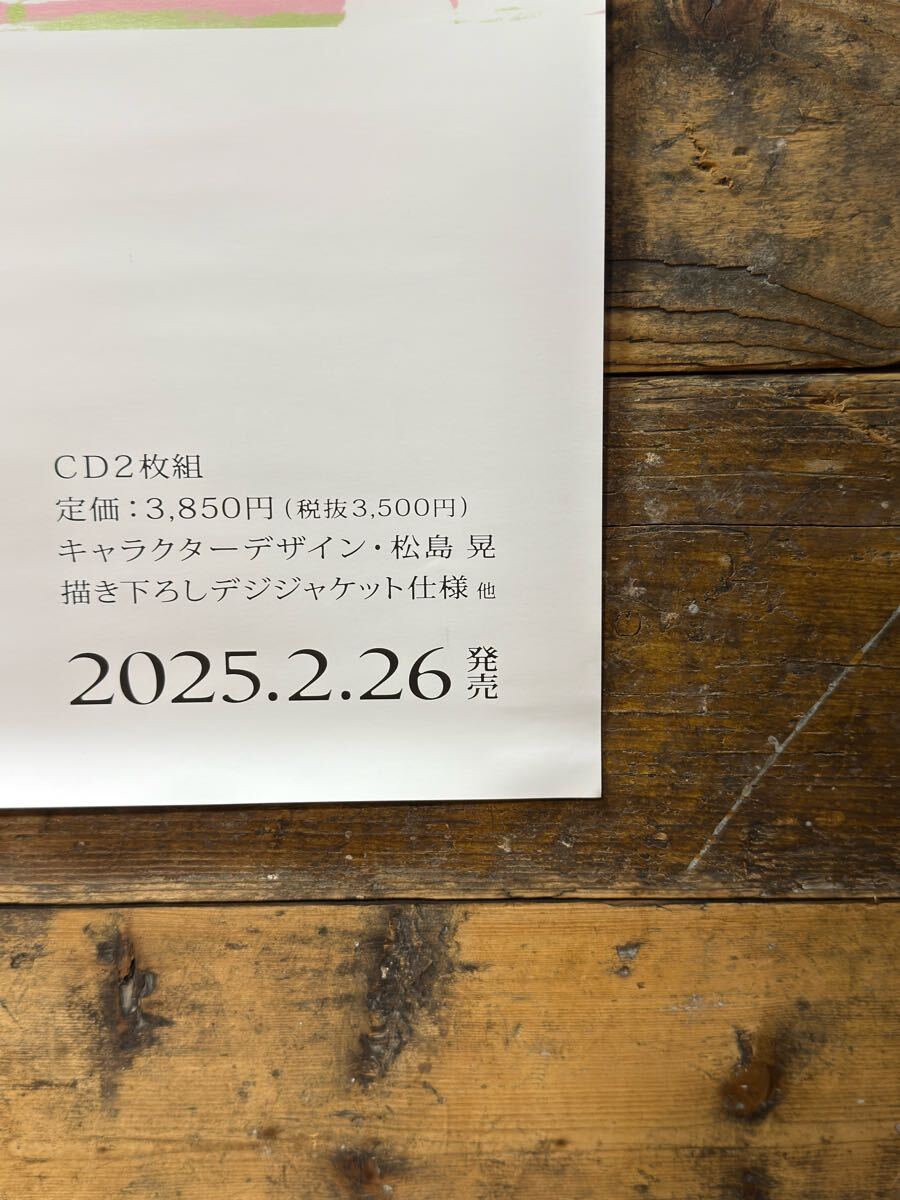 CD2枚組
定価：3,850円（税抜3,500円）
キャラクターデザイン・松島 晃
描き下ろしデジジャケット仕様 他
2025.2.26 発売